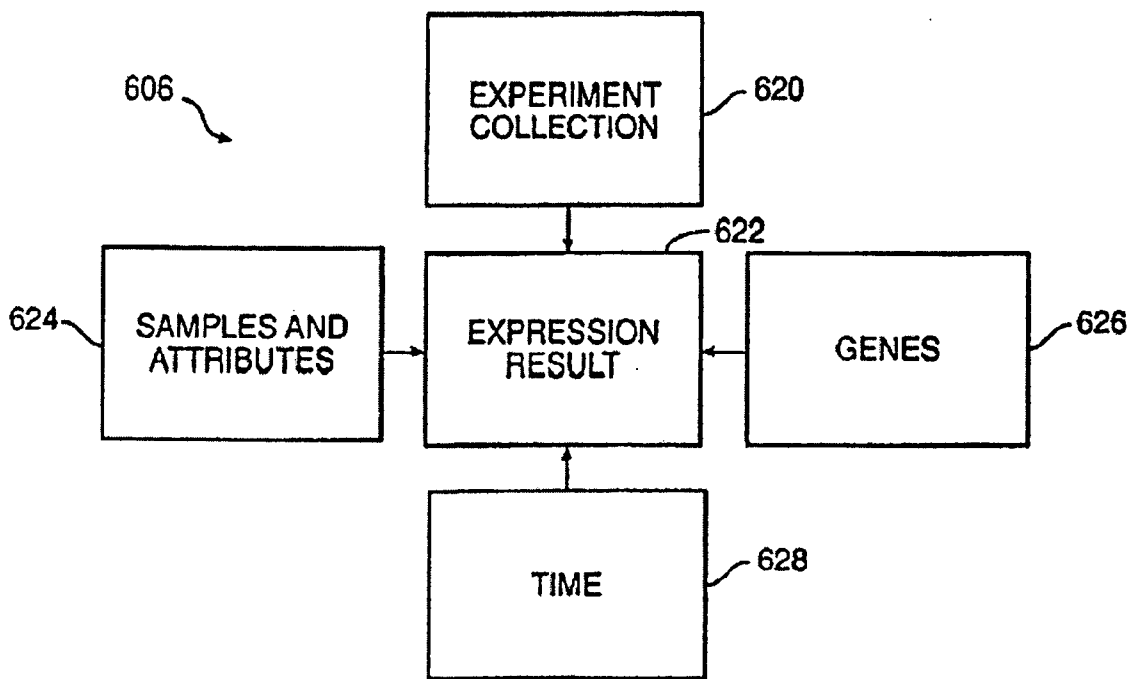 606
EXPERIMENT
COLLECTION
620
622
624
SAMPLES AND
ATTRIBUTES
EXPRESSION
RESULT
GENES
626
TIME
628